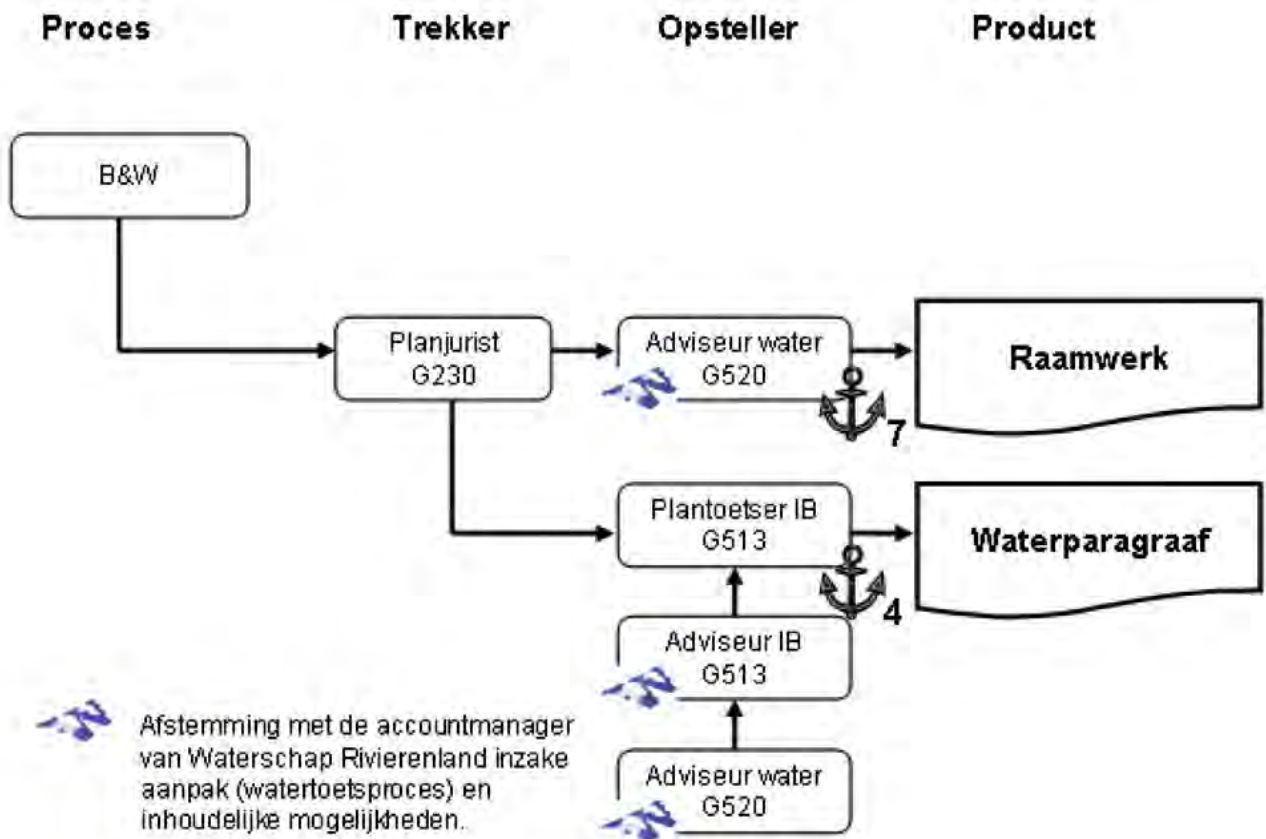 Proces Trekker Opsteller Product
B&W
Planjurist
G230
Adviseur water
G520
7
Raamwerk
Plantoetser IB
G513
4
Waterparagraaf
Adviseur IB
G513
Adviseur water
G520
Afstemming met de accountmanager
van Waterschap Rivierenland inzake
aanpak (watertoetsproces) en
inhoudelijke mogelijkheden.